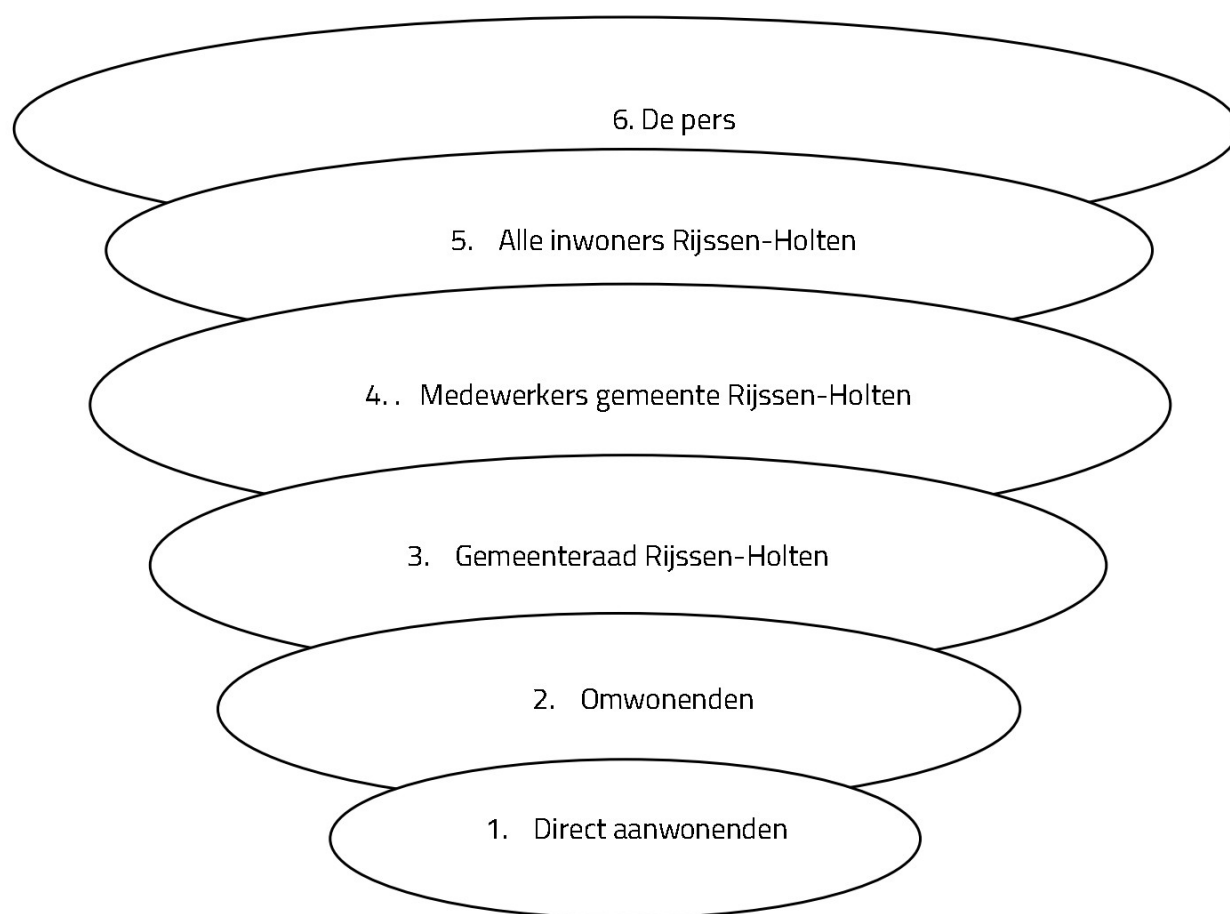 6. De pers
5. Alle inwoners Rijssen-Holten
4. . Medewerkers gemeente Rijssen-Holten
3. Gemeenteraad Rijssen-Holten
2. Omwonenden
1. Direct aanwonenden